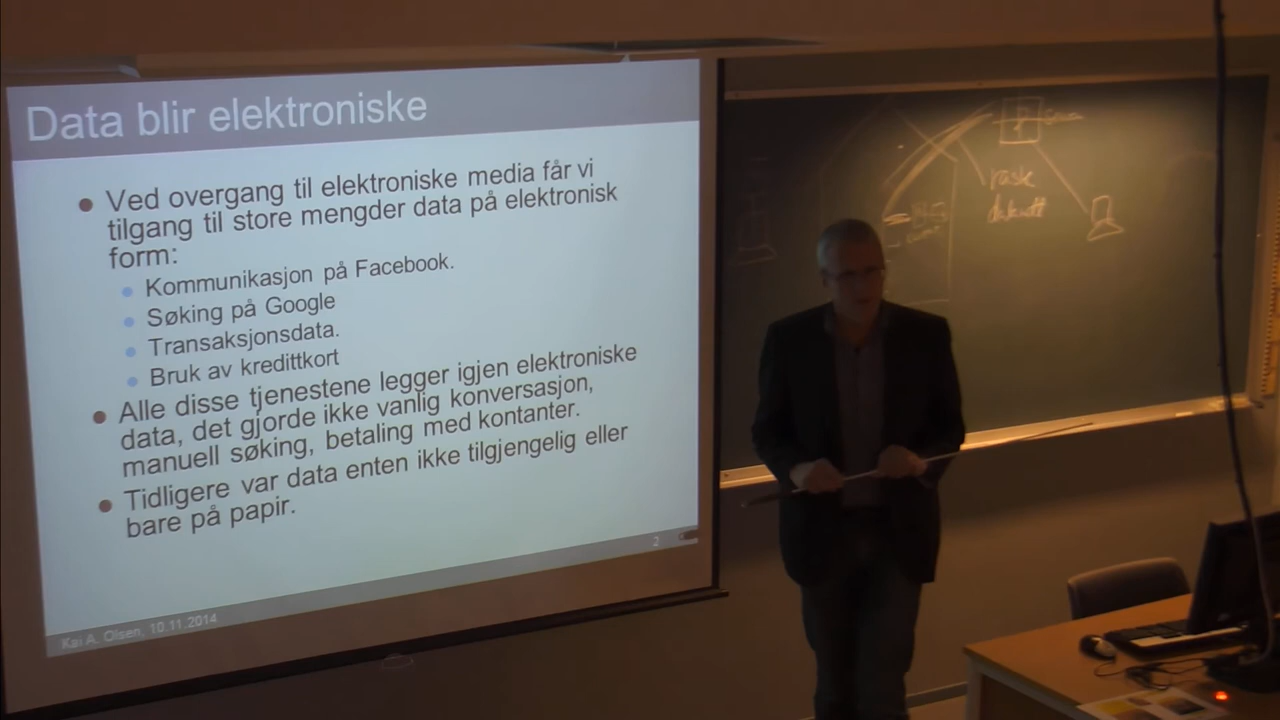 Data blir elektroniske
Ved overgang til elektroniske media får vi
tilgang til store mengder data på elektronisk
form:
Kommunikasjon på Facebook.
Søking på Google
Transaksjonsdata.
Bruk av kredittkort
Alle disse tjenestene legger igjen elektroniske
data, det gjorde ikke vanlig konversasjon,
manuell søking, betaling med kontanter.
Tidligere var data enten ikke tilgjengelig eller
bare på papir.
2
Kai A. Olsen, 10.11.2014
rask